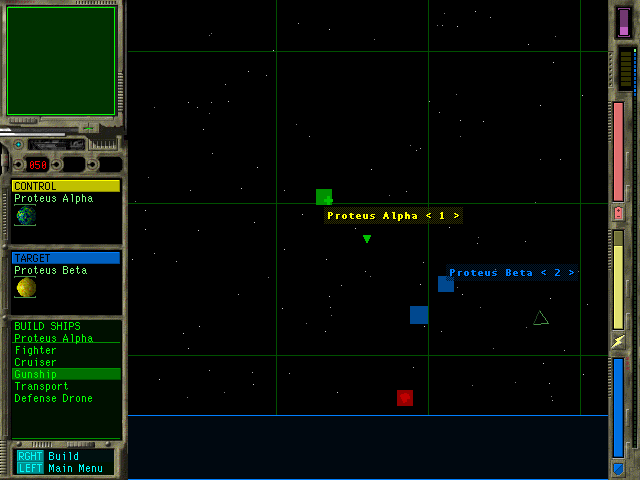 050
CONTROL
Proteus Alpha
TARGET
Proteus Beta
BUILD SHIPS
Proteus Alpha
Fighter
Cruiser
Gunship
Transport
Defense Drone
RGHT Build
LEFT Main Menu
Proteus Alpha < 1 >
Proteus Beta < 2 >